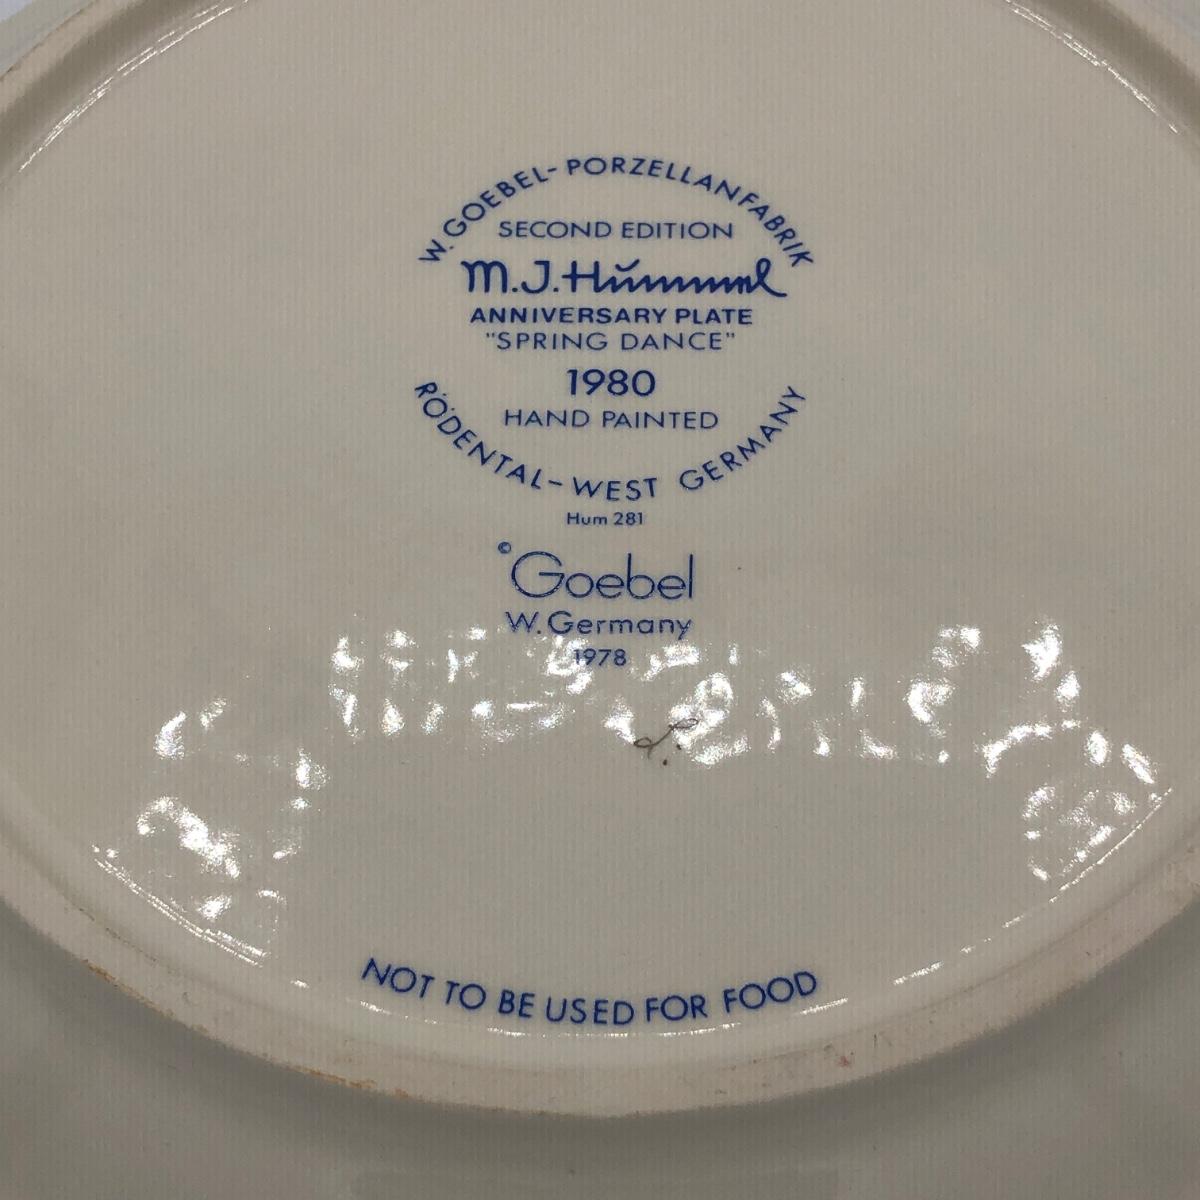 W. GOEBEL-PORZELLANFABRIK
SECOND EDITION
M.J. Hummel
ANNIVERSARY PLATE
"SPRING DANCE"
1980
HAND PAINTED
RÖDENTAL-WEST GERMANY
Hum 281
© Goebel
W. Germany
1978
NOT TO BE USED FOR FOOD